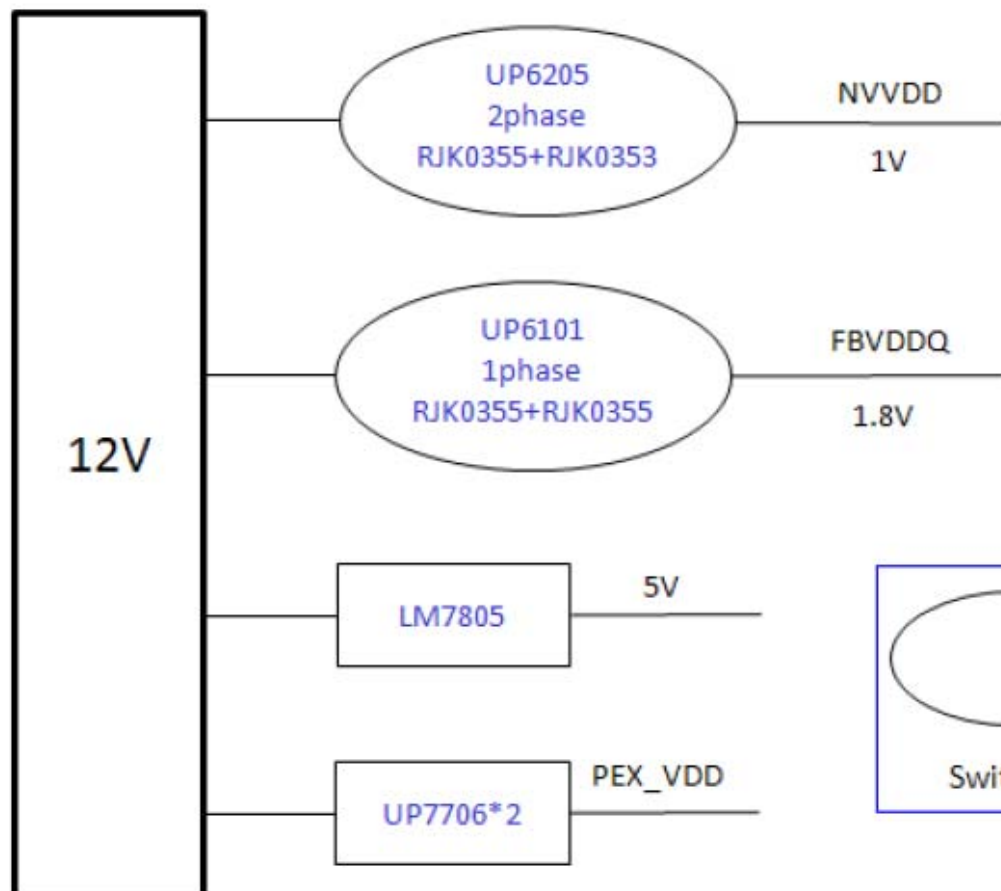 12V
UP6205
2phase
RJK0355+RJK0353
NVVDD
1V
UP6101
1phase
RJK0355+RJK0355
FBVDDQ
1.8V
LM7805
5V
UP7706*2
PEX_VDD